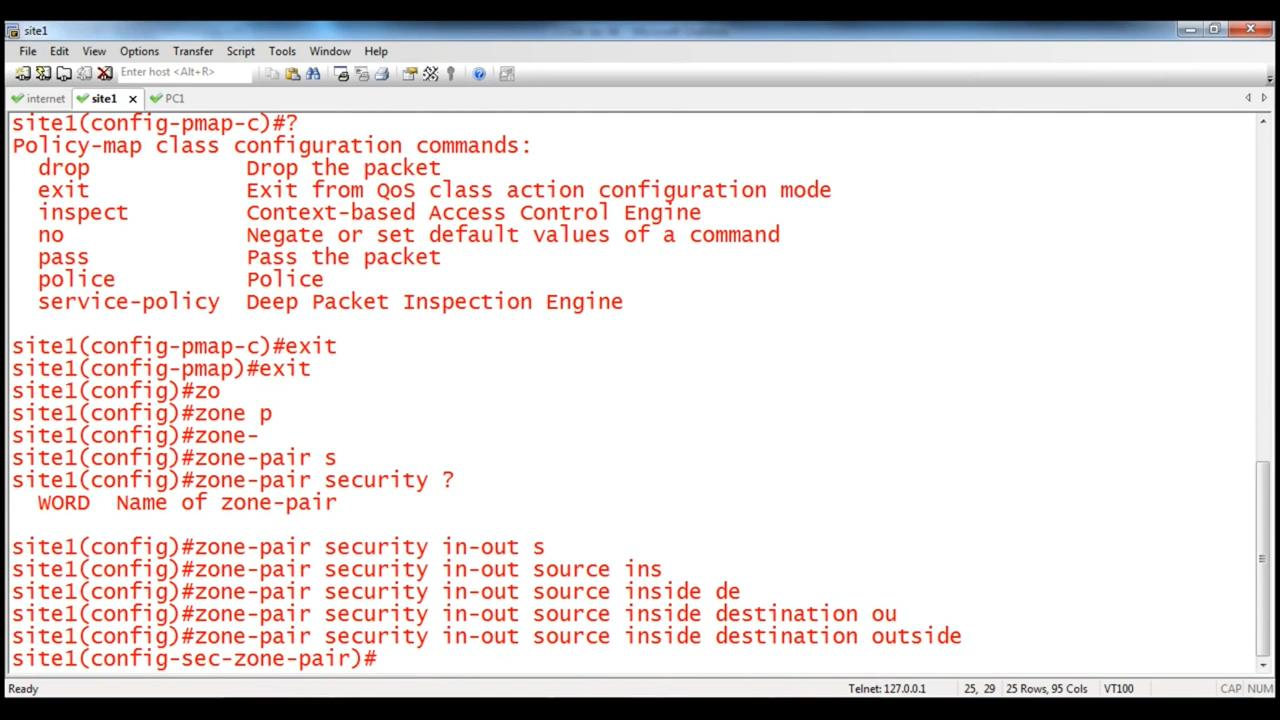 site1
File Edit View Options Transfer Script Tools Window Help
Enter host <Alt+R>
internet site1 PC1
site1(config-pmap-c)#?
Policy-map class configuration commands:
drop Drop the packet
exit Exit from QoS class action configuration mode
inspect Context-based Access Control Engine
no Negate or set default values of a command
pass Pass the packet
police Police
service-policy Deep Packet Inspection Engine
site1(config-pmap-c)#exit
site1(config-pmap)#exit
site1(config)#zo
site1(config)#zone p
site1(config)#zone-
site1(config)#zone-pair s
site1(config)#zone-pair security ?
WORD Name of zone-pair
site1(config)#zone-pair security in-out s
site1(config)#zone-pair security in-out source ins
site1(config)#zone-pair security in-out source inside de
site1(config)#zone-pair security in-out source inside destination ou
site1(config)#zone-pair security in-out source inside destination outside
site1(config-sec-zone-pair)#
Ready Telnet: 127.0.0.1 25, 29 25 Rows, 95 Cols VT100 CAP NUM